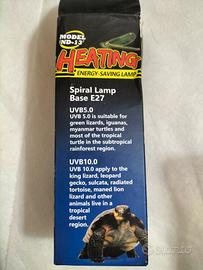 MODEL
ND-13
HEATING
ENERGY-SAVING LAMP
Spiral Lamp
Base E27
UVB5.0
UVB 5.0 is suitable for
green lizards, iguanas,
myanmar turtles and
most of the tropical
turtle in the subtropical
rainforest region.
UVB10.0
UVB 10.0 apply to the
king lizard, leopard
gecko, sulcata, radiated
tortoise, maned lion
lizard and other
animals live in a
tropical
desert
region.
subito